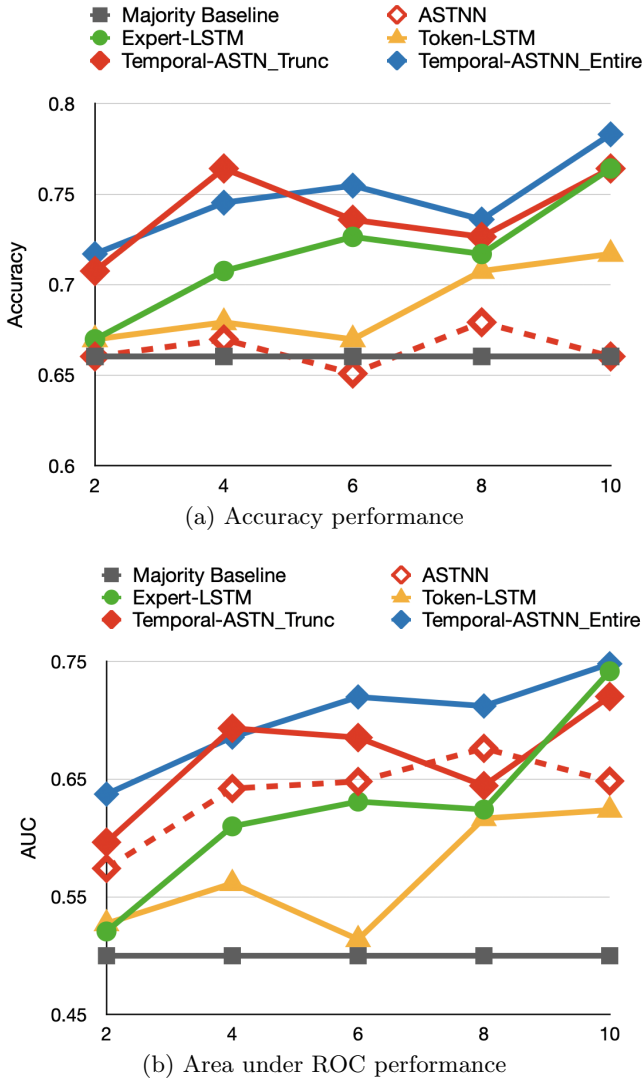 Majority Baseline ASTNN
Expert-LSTM Token-LSTM
Temporal-ASTN_Trunc Temporal-ASTNN_Entire
0.8
0.75
0.7
0.65
0.6
Accuracy
2 4 6 8 10
(a) Accuracy performance
Majority Baseline ASTNN
Expert-LSTM Token-LSTM
Temporal-ASTN_Trunc Temporal-ASTNN_Entire
0.75
0.65
0.55
0.45
AUC
2 4 6 8 10
(b) Area under ROC performance